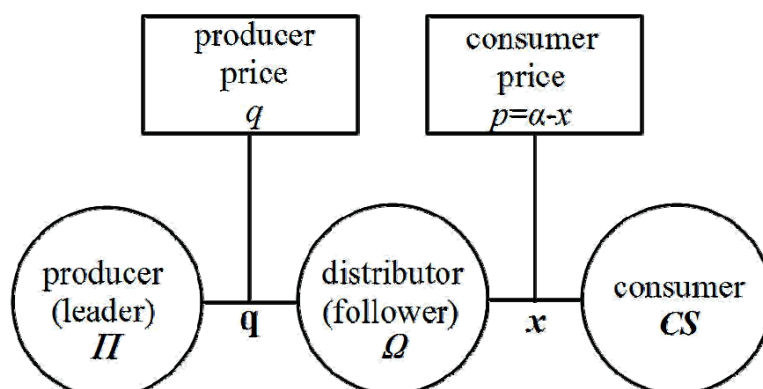 producer
price
q
consumer
price
p=α-x
producer
(leader)
Π
q
distributor
(follower)
Ω
x
consumer
CS